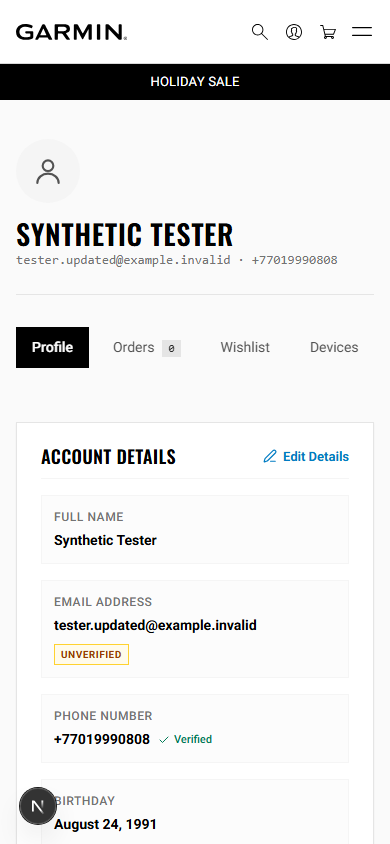 GARMIN
HOLIDAY SALE
SYNTHETIC TESTER
tester.updated@example.invalid · +77019990808
Profile Orders 0 Wishlist Devices
ACCOUNT DETAILS Edit Details
FULL NAME
Synthetic Tester
EMAIL ADDRESS
tester.updated@example.invalid
UNVERIFIED
PHONE NUMBER
+77019990808 Verified
N BIRTHDAY
August 24, 1991